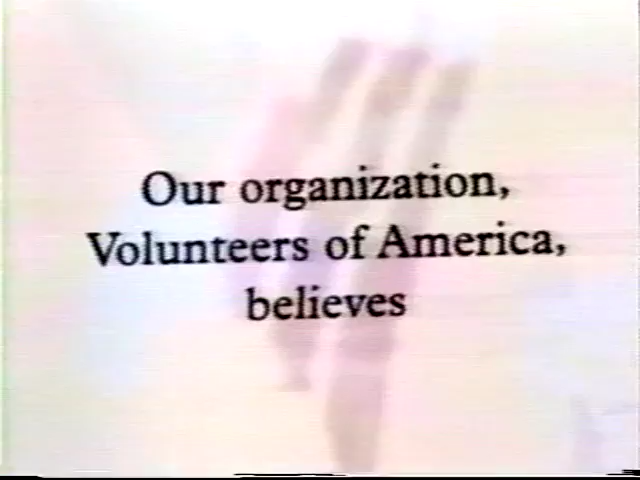 Our organization,
Volunteers of America,
believes